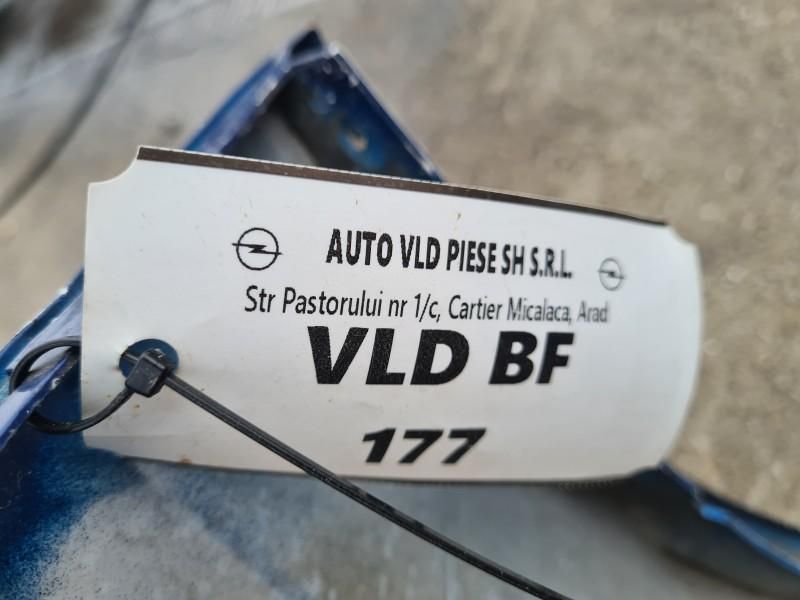 AUTO VLD PIESE SH S.R.L.
Str Pastorului nr 1/c, Cartier Micalaca, Arad
VLD BF
177